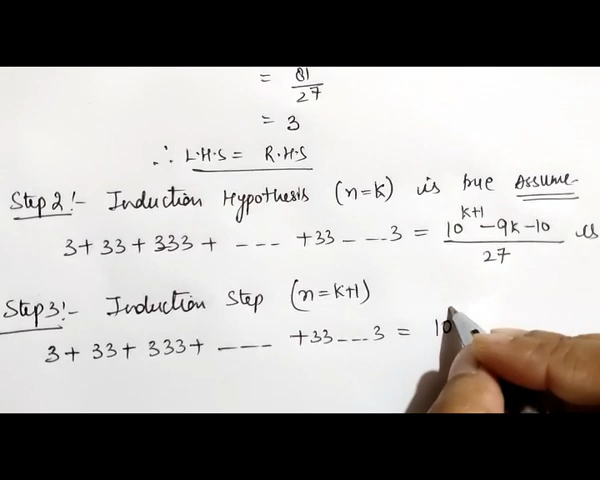 = 81/27
= 3
∴ L.H.S = R.H.S
Step 2:- Induction Hypothesis (n=k) is true Assume
3+33+333+ --- +33-...3 = 10^{k+1} -9k-10 / 27 is
Step 3:- Induction Step (n=k+1)
3+33+333+ --- +33---3 = 10